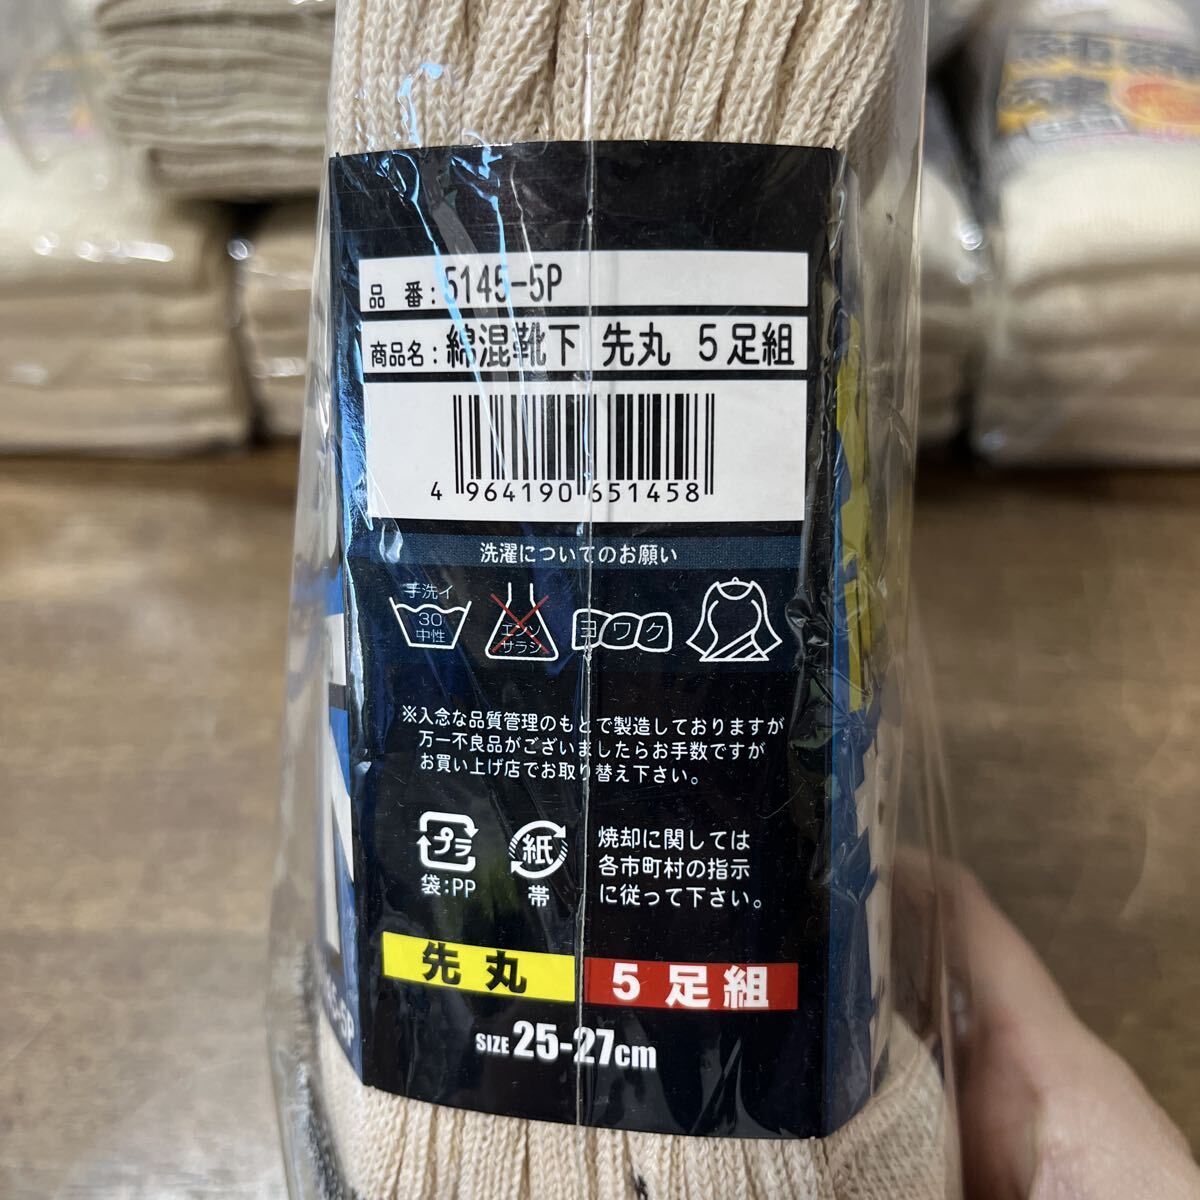 品 番：5145-5P
商品名：綿混靴下 先丸 5足組
4 964190 651458
洗濯についてのお願い
手洗イ
30
中性
エンソ
サラシ
ヨワク
※入念な品質管理のもとで製造しておりますが
万一不良品がございましたらお手数ですが
お買い上げ店でお取り替え下さい。
プラ
袋：PP
紙
帯
焼却に関しては
各市町村の指示
に従って下さい。
先丸
5足組
SIZE 25-27cm